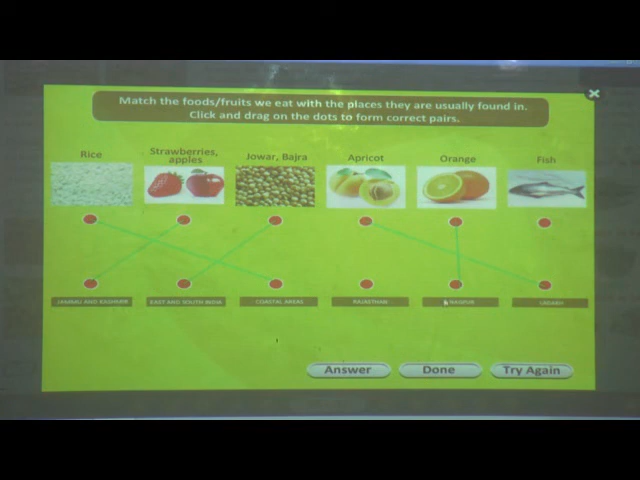 Match the foods/fruits we eat with the places they are usually found in.
Click and drag on the dots to form correct pairs.
Rice
Strawberries,
apples
Jowar, Bajra
Apricot
Orange
Fish
JAMMU AND KASHMIR
EAST AND SOUTH INDIA
COASTAL AREAS
RAJASTHAN
NAGPUR
LADAKH
Answer
Done
Try Again